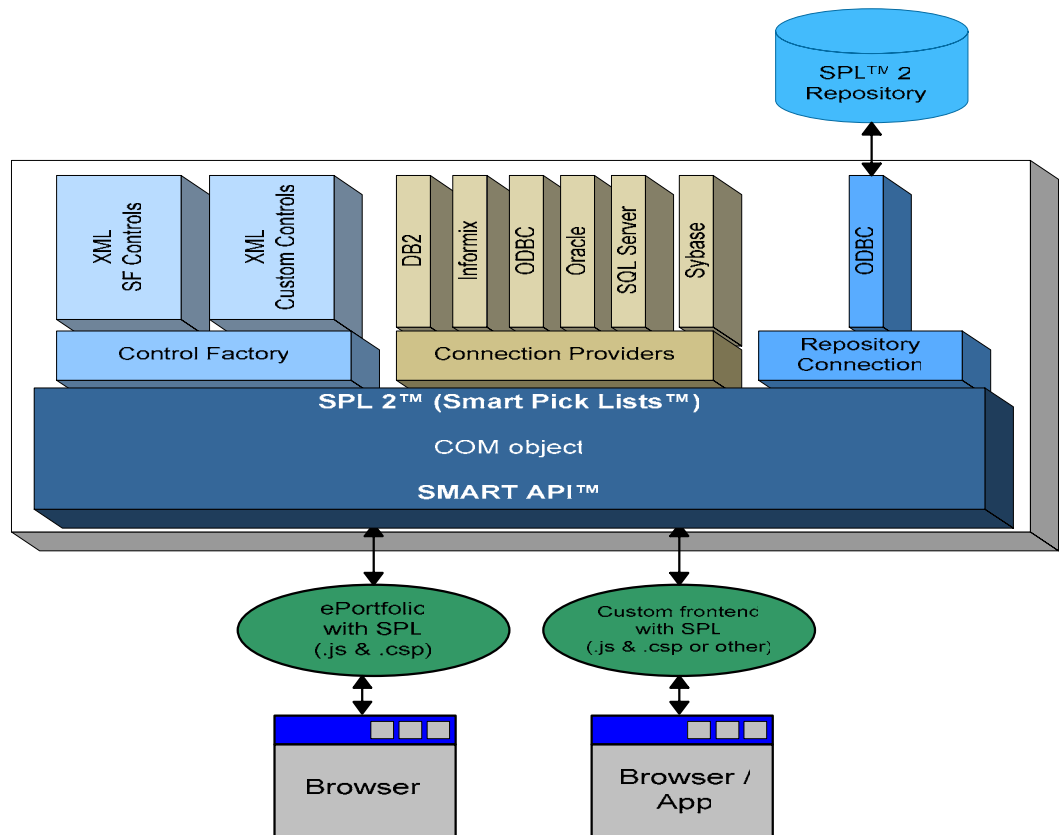 SPL™ 2
Repository
XML
SF Controls
XML
Custom Controls
DB2
Informix
ODBC
Oracle
SQL Server
Sybase
ODBC
Control Factory
Connection Providers
Repository
Connection
SPL 2™ (Smart Pick Lists™)
COM object
SMART API™
ePortfolic
with SPL
(.js & .csp)
Custom frontend
with SPL
(.js & .csp or other)
Browser
Browser /
App